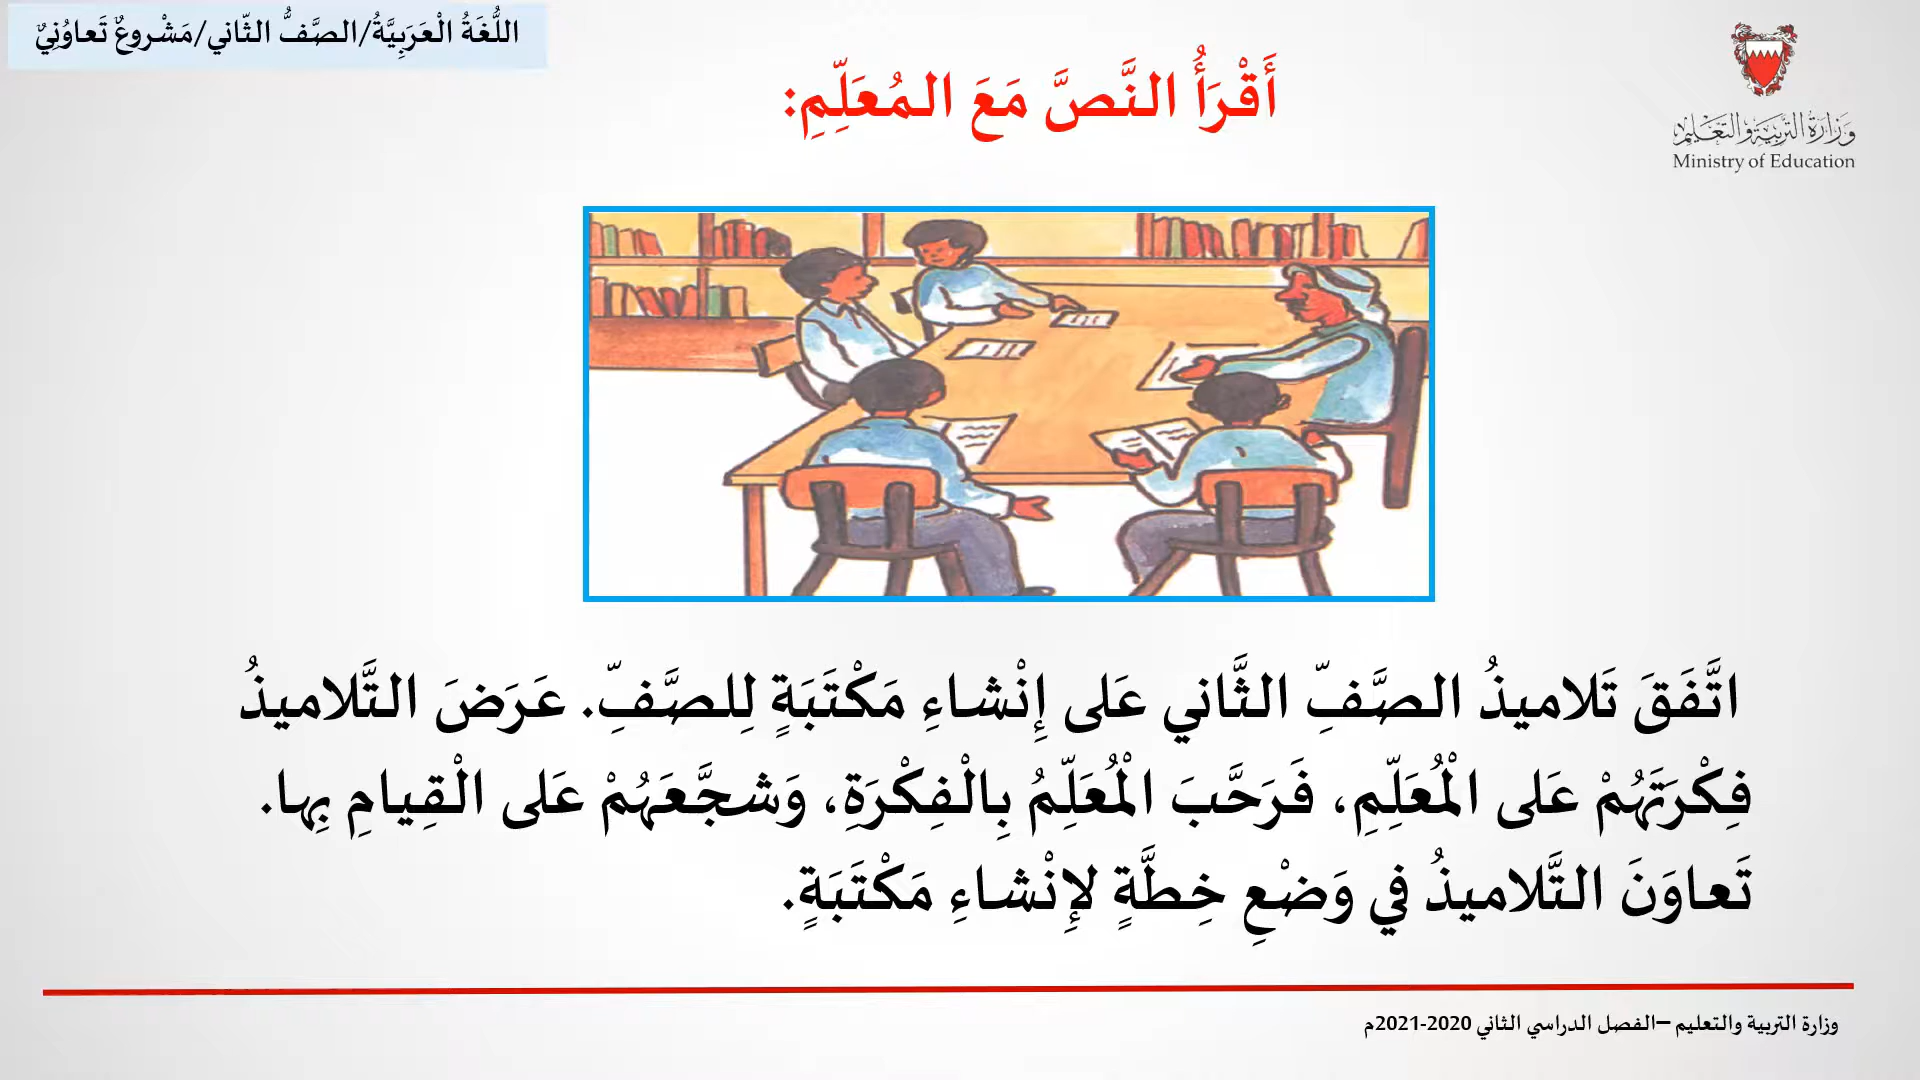 اللُّغَةُ الْعَرَبِيَّةُ/الصَّفُّ الثّاني/مَشْروعٌ تَعاوُنِيٌّ
أَقْرَأُ النَّصَّ مَعَ المُعَلِّمِ:
وزارة التربية والتعليم
Ministry of Education
اتَّفَقَ تَلاميذُ الصَّفِّ الثَّاني عَلى إِنْشاءِ مَكْتَبَةٍ لِلصَّفِّ. عَرَضَ التَّلاميذُ
فِكْرَتَهُمْ عَلى الْمُعَلِّمِ، فَرَحَّبَ الْمُعَلِّمُ بِالْفِكْرَةِ، وَشجَّعَهُمْ عَلى الْقِيامِ بِها.
تَعاوَنَ التَّلاميذُ في وَضْعِ خِطَّةٍ لإِنْشاءِ مَكْتَبَةٍ.
وزارة التربية والتعليم –الفصل الدراسي الثاني 2020-2021م